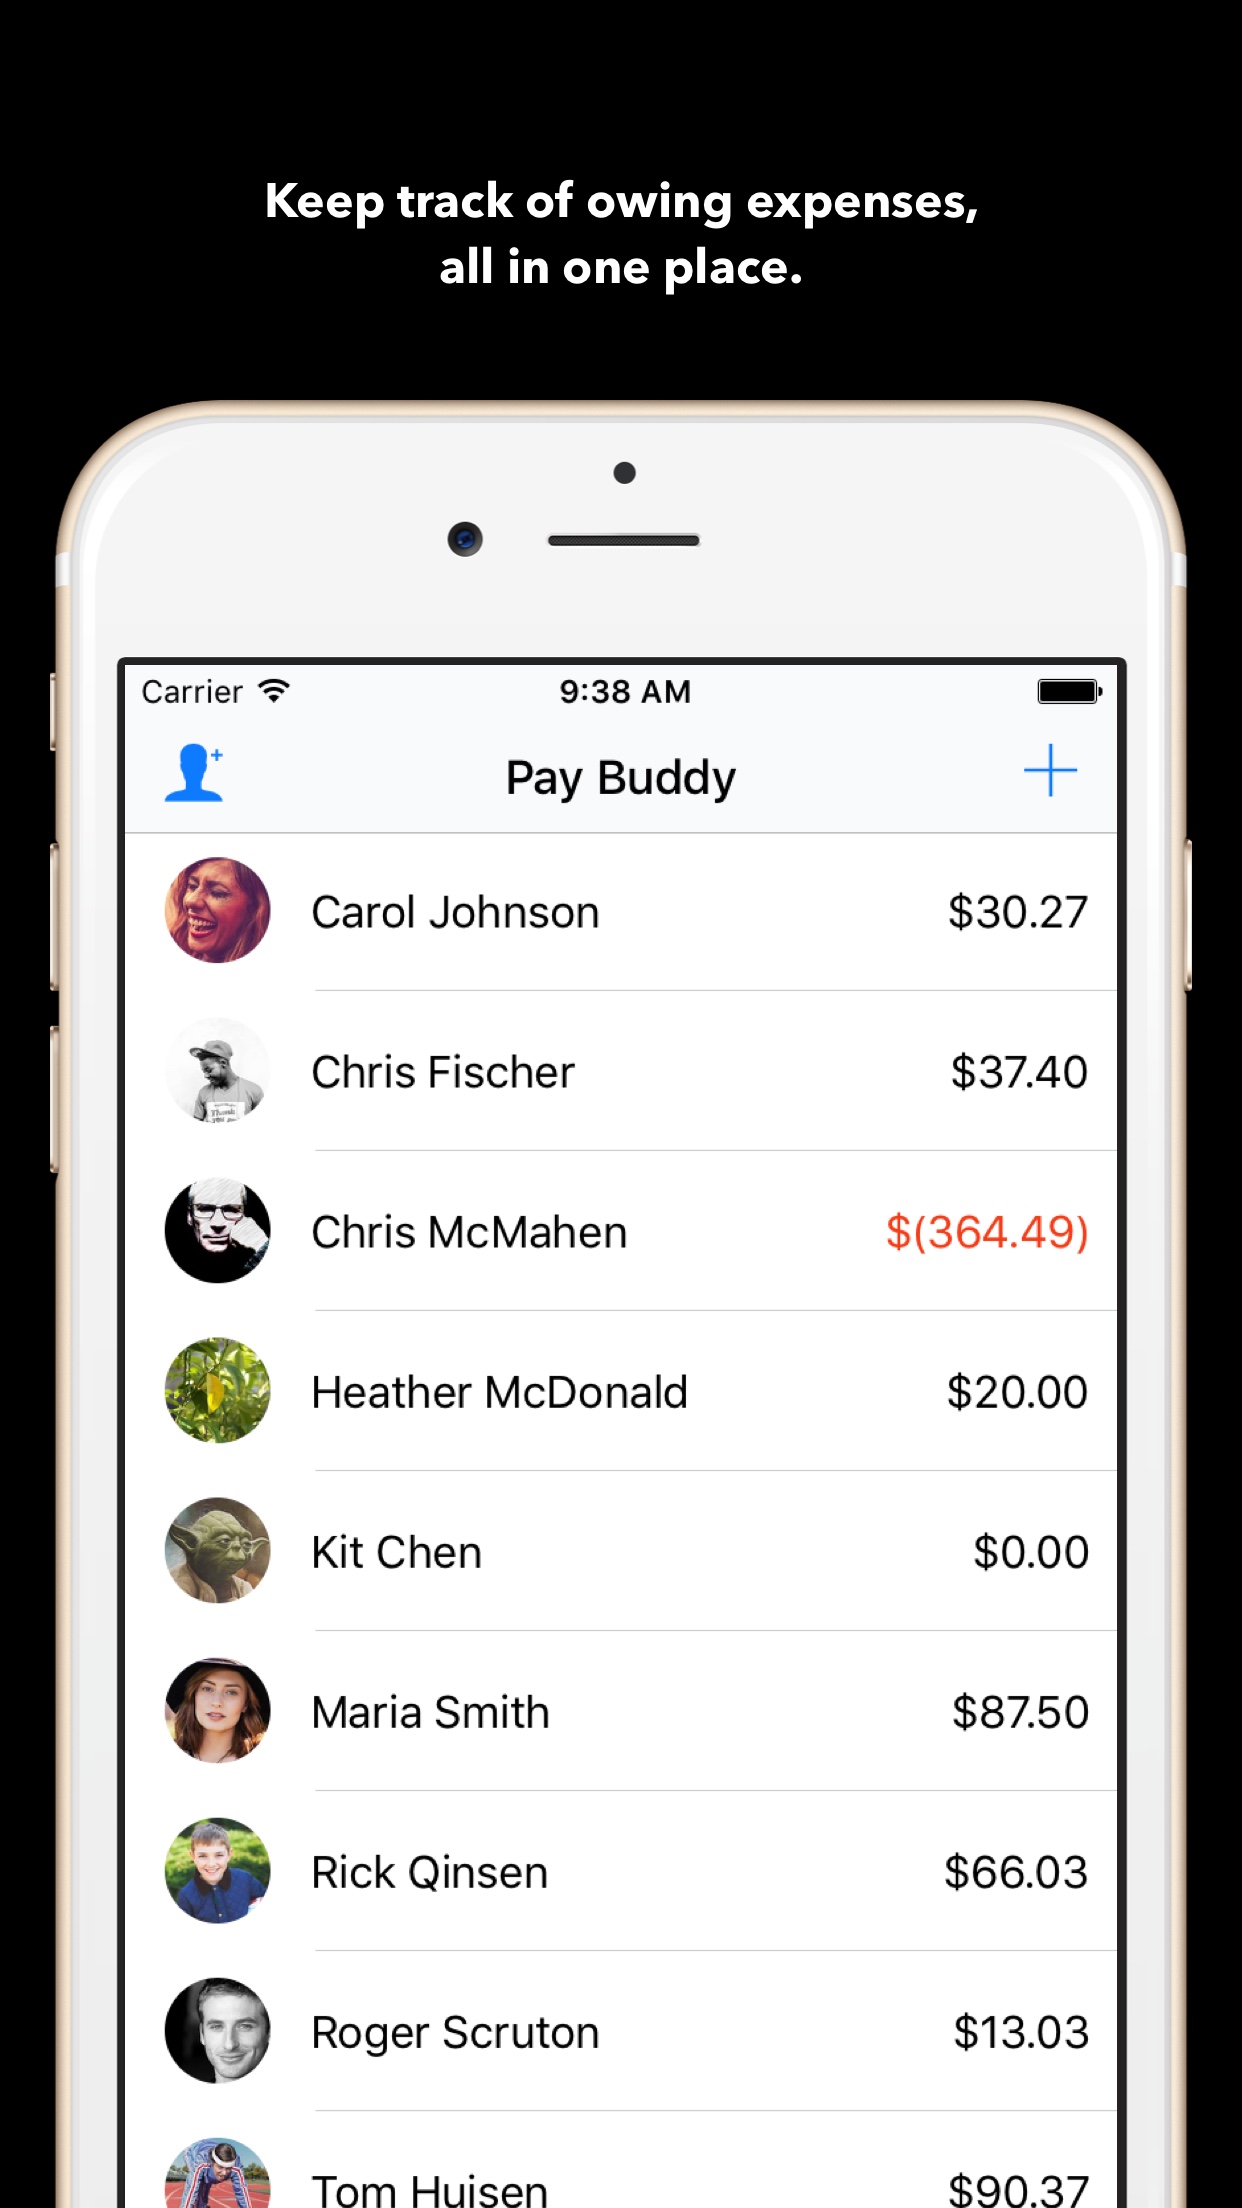 Keep track of owing expenses,
all in one place.
Carrier 9:38 AM
Pay Buddy
Carol Johnson $30.27
Chris Fischer $37.40
Chris McMahen $(364.49)
Heather McDonald $20.00
Kit Chen $0.00
Maria Smith $87.50
Rick Qinsen $66.03
Roger Scruton $13.03
Tom Huisen $90.37